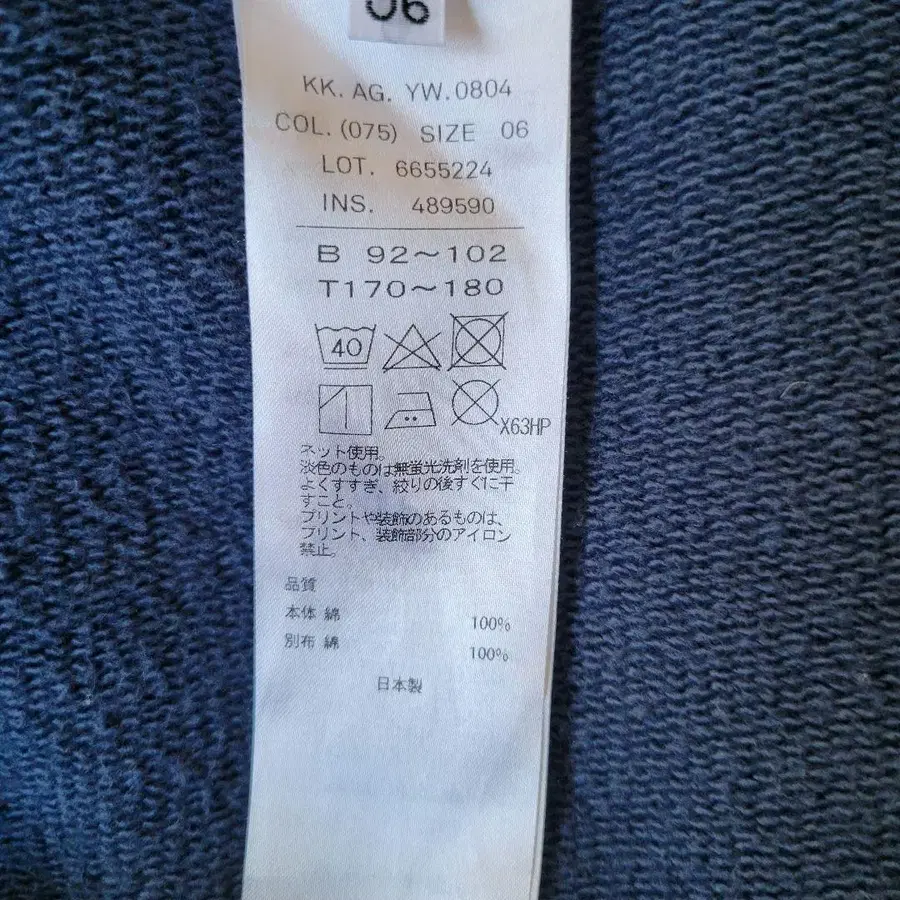 06
KK. AG. YW.0804
COL. (075) SIZE 06
LOT. 6655224
INS. 489590
B 92～102
T170～180
40
X63HP
ネット使用。
淡色のものは無蛍光洗剤を使用。
よくすすぎ、絞りの後すぐに干
すこと。
プリントや装飾のあるものは、
プリント、装飾部分のアイロン
禁止。
品質
本体 綿 100%
別布 綿 100%
日本製